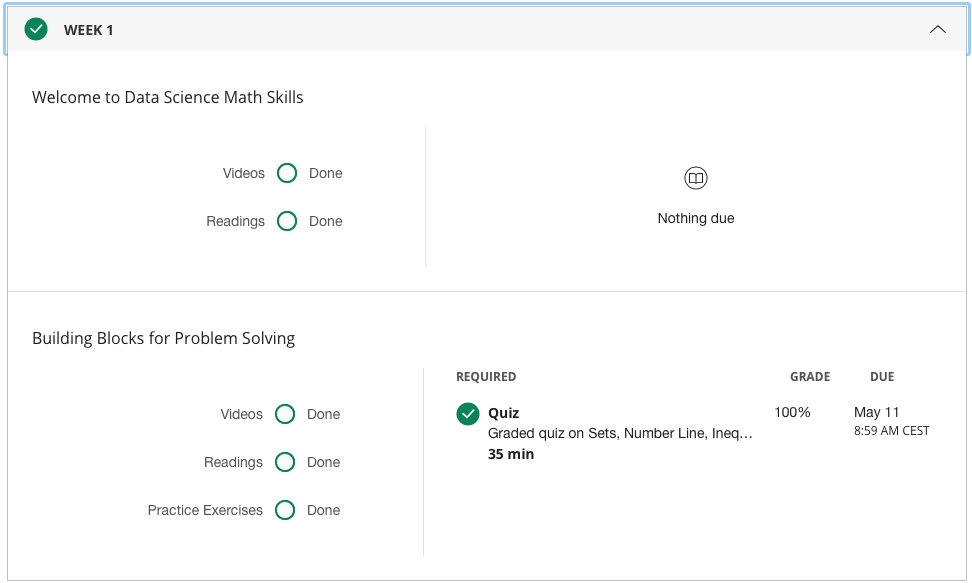 WEEK 1
Welcome to Data Science Math Skills
Videos Done
Readings Done
Nothing due
Building Blocks for Problem Solving
Videos Done
Readings Done
Practice Exercises Done
REQUIRED GRADE DUE
Quiz 100% May 11
Graded quiz on Sets, Number Line, Ineq… 8:59 AM CEST
35 min